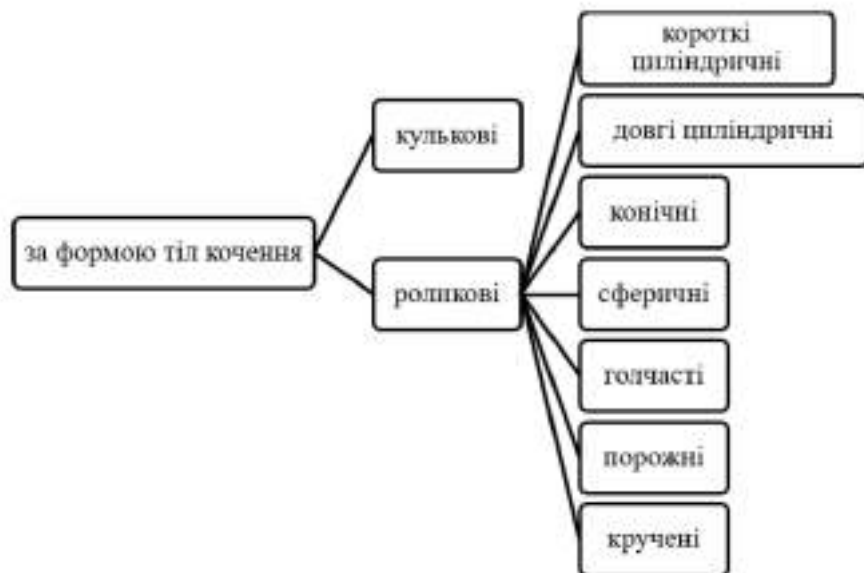 за формою тіл кочення
кулькові
роликові
короткі
циліндричні
довгі циліндричні
конічні
сферичні
голчасті
порожні
кручені